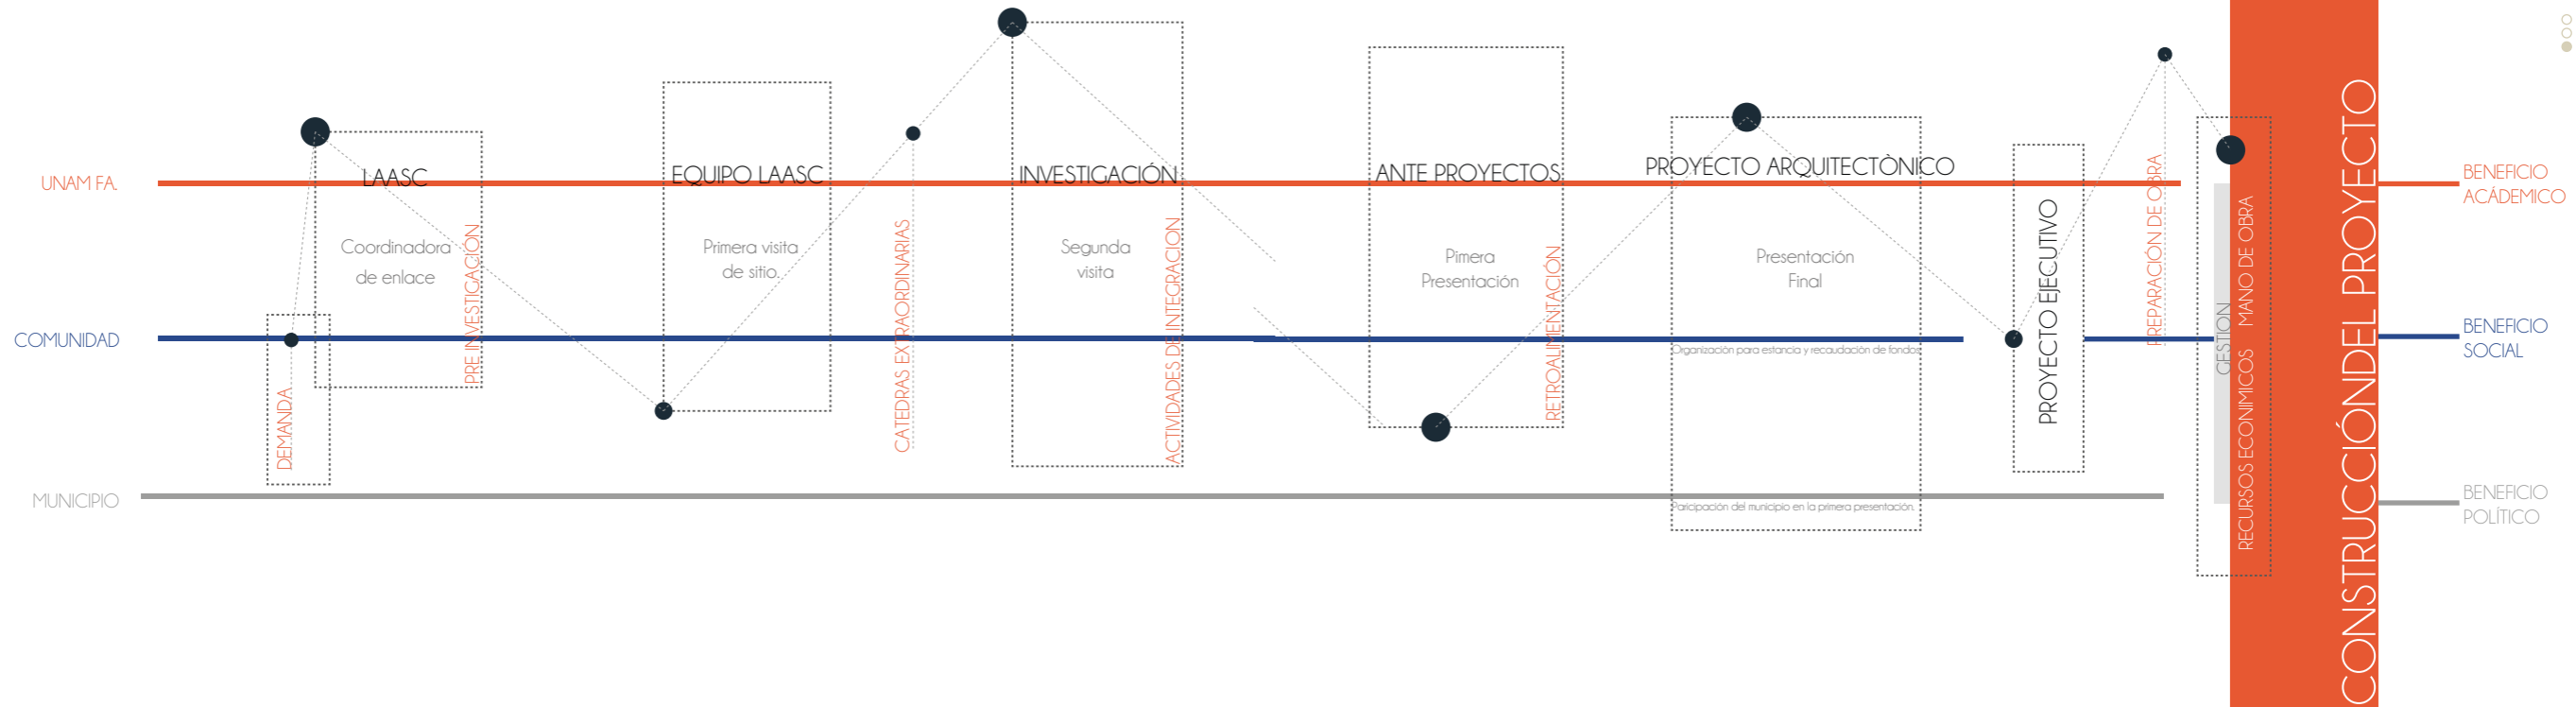 UNAM FA.
COMUNIDAD
MUNICIPIO
DEMANDA
LAASC
Coordinadora
de enlace
PRE INVESTIGACIÓN
EQUIPO LAASC
Primera visita
de sitio.
CATEDRAS EXTRAORDINARIAS
INVESTIGACIÓN
Segunda
visita
ACTIVIDADES DE INTEGRACION
ANTE PROYECTOS
Pimera
Presentación
RETROALIMENTACIÓN
PROYECTO ARQUITECTÒNICO
Presentación
Final
Organización para estancia y recaudación de fondos
Paricipación del municipio en la primera presentación.
PROYECTO EJECUTIVO
PREPARACIÓN DE OBRA
GESTION
RECURSOS ECONIMICOS MANO DE OBRA
CONSTRUCCIÓNDEL PROYECTO
BENEFICIO
ACÁDEMICO
BENEFICIO
SOCIAL
BENEFICIO
POLÍTICO